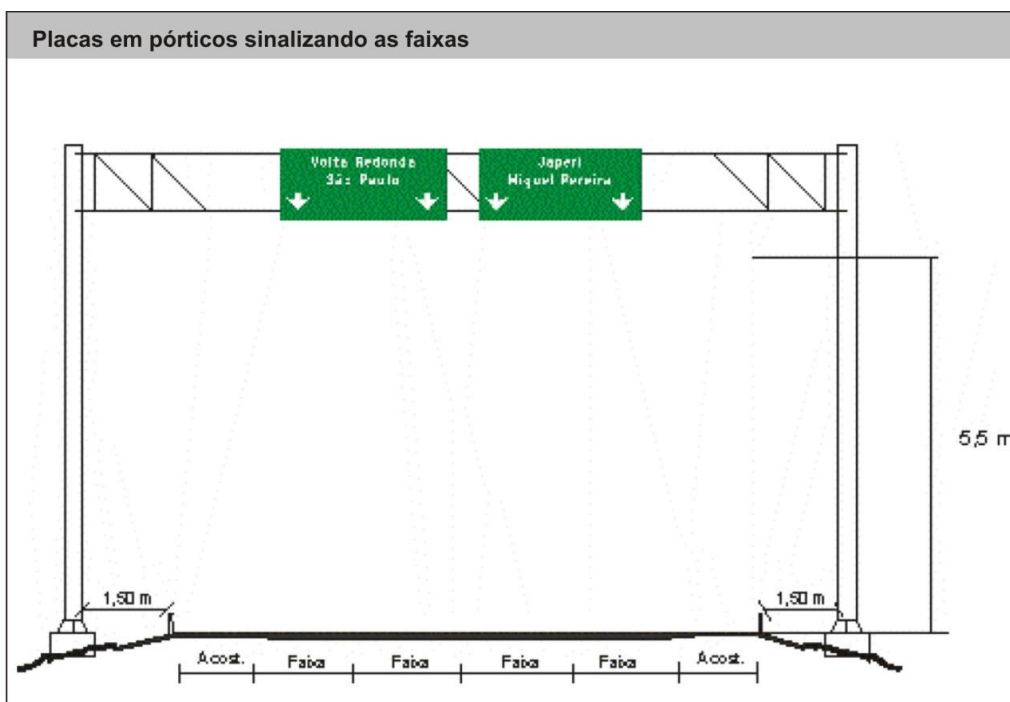 Placas em pórticos sinalizando as faixas
Volta Redonda
São Paulo
Japeri
Miguel Pereira
5,5 m
1,50 m
1,50 m
Acost.
Faixa
Faixa
Faixa
Faixa
Acost.